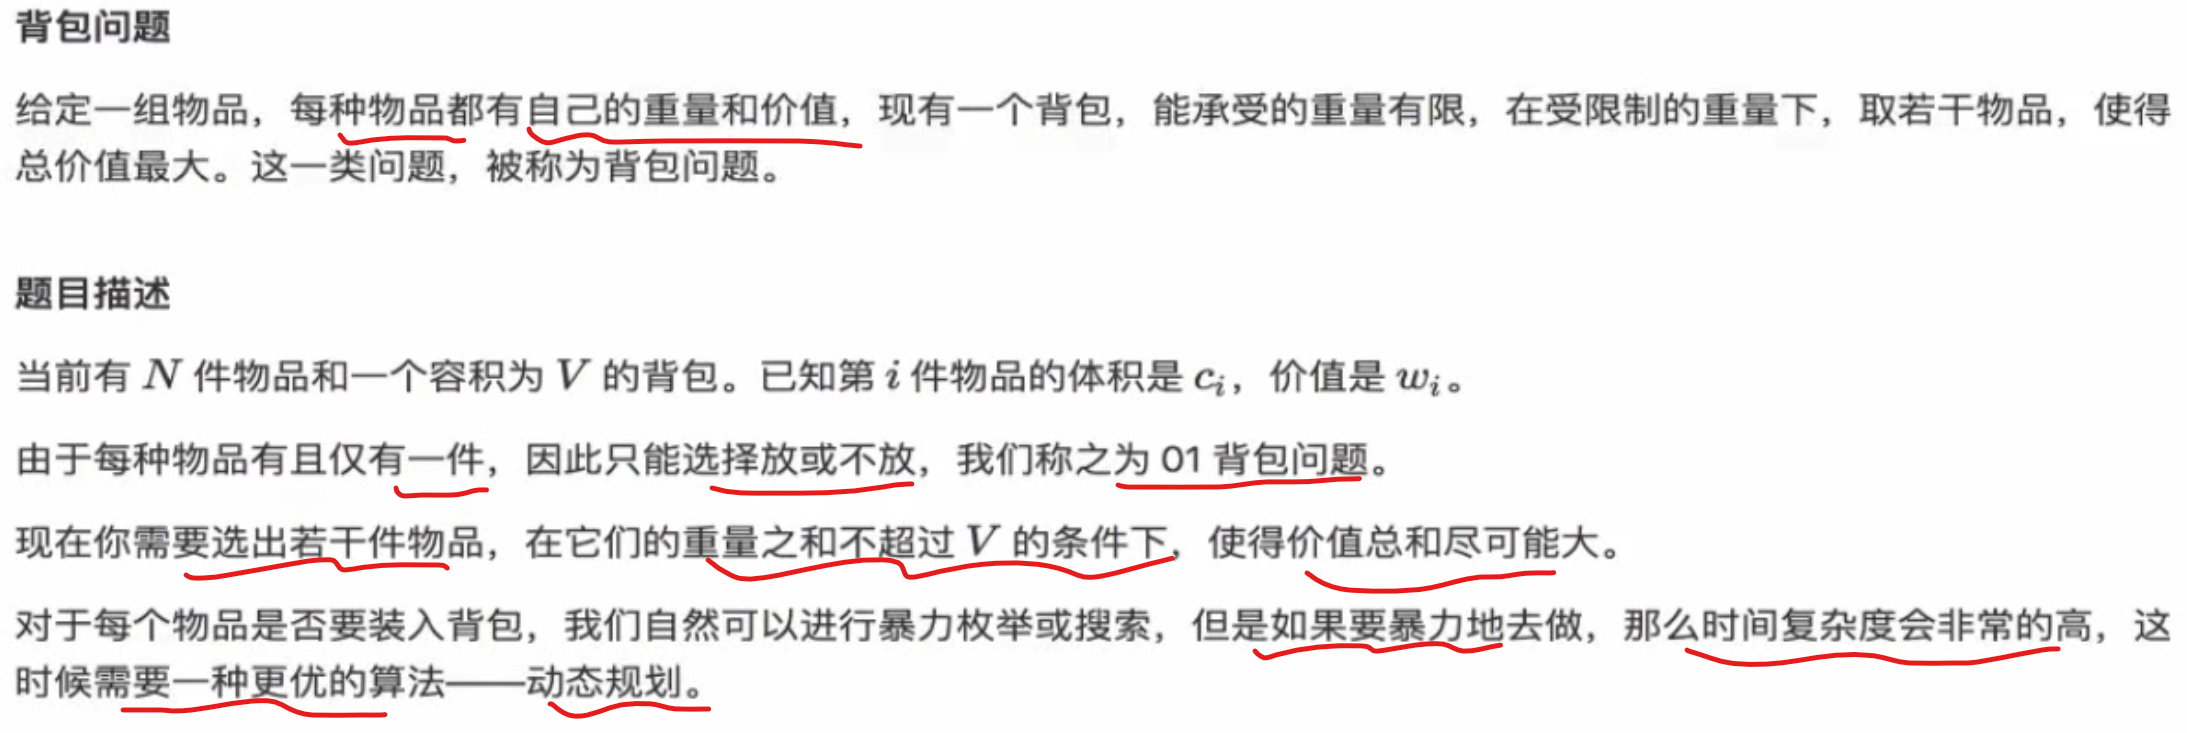 背包问题
给定一组物品，每种物品都有自己的重量和价值，现有一个背包，能承受的重量有限，在受限制的重量下，取若干物品，使得
总价值最大。这一类问题，被称为背包问题。
题目描述
当前有 N 件物品和一个容积为 V 的背包。已知第 i 件物品的体积是 cᵢ，价值是 wᵢ。
由于每种物品有且仅有一件，因此只能选择放或不放，我们称之为 01 背包问题。
现在你需要选出若干件物品，在它们的重量之和不超过 V 的条件下，使得价值总和尽可能大。
对于每个物品是否要装入背包，我们自然可以进行暴力枚举或搜索，但是如果要暴力地去做，那么时间复杂度会非常的高，这
时候需要一种更优的算法——动态规划。